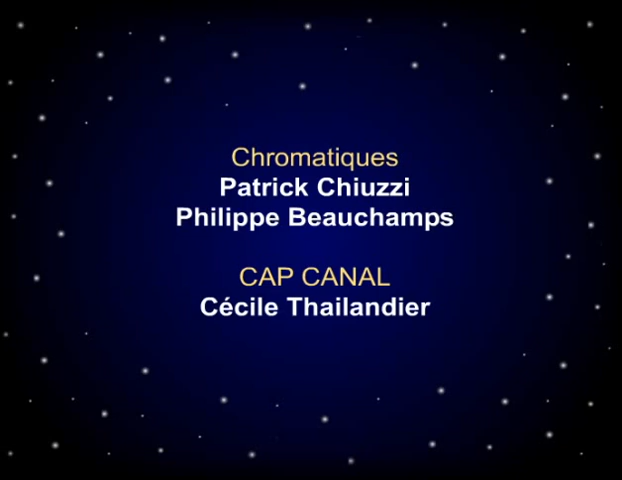 Chromatiques
Patrick Chiuzzi
Philippe Beauchamps
CAP CANAL
Cécile Thailandier